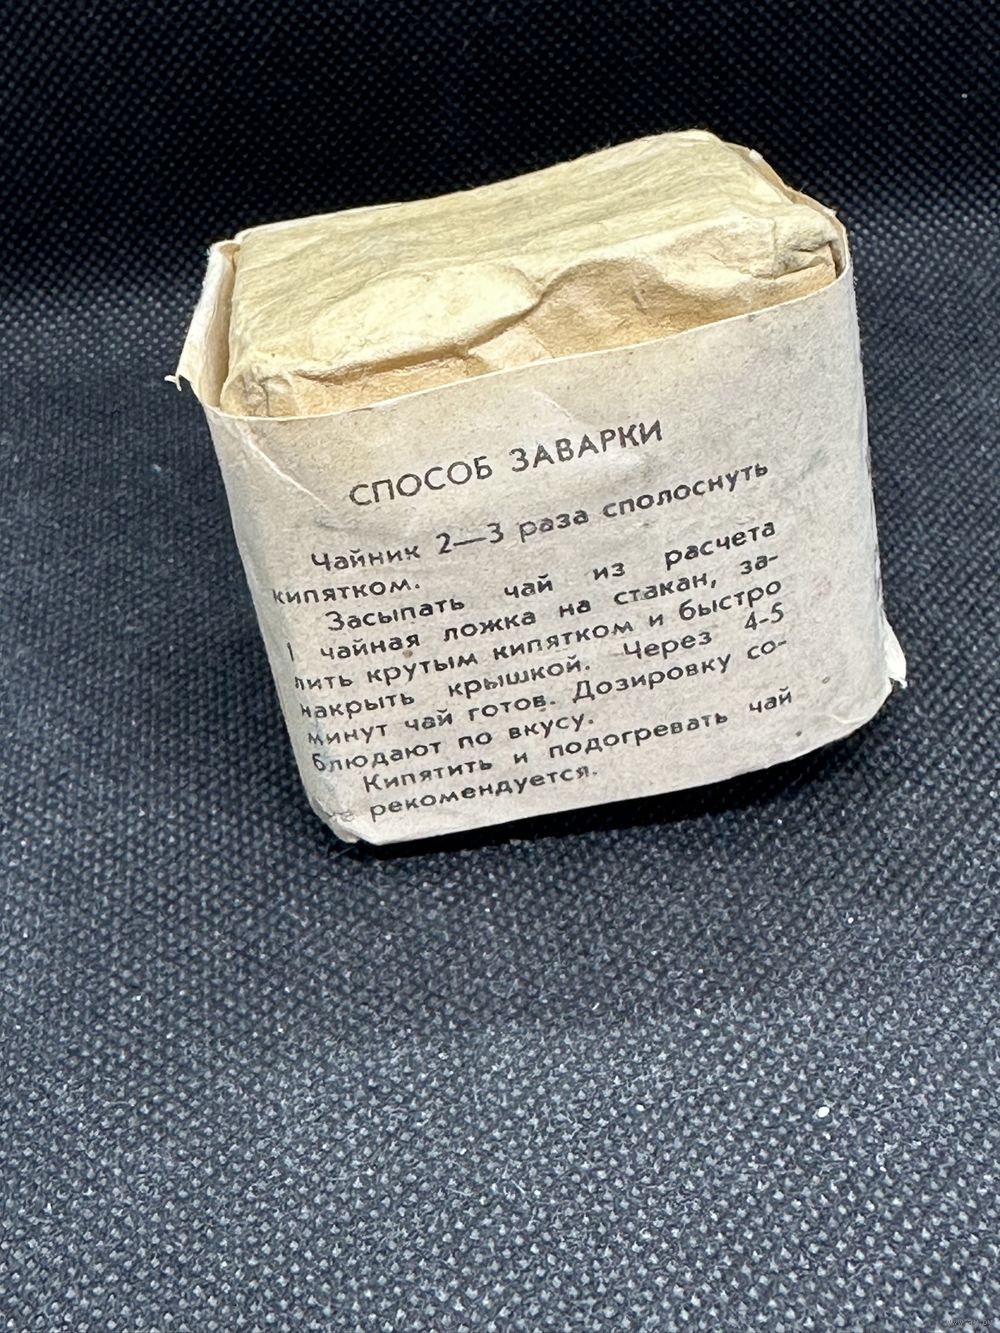 СПОСОБ ЗАВАРКИ
Чайник 2—3 раза сполоснуть
кипятком.
Засыпать чай из расчета
1 чайная ложка на стакан, за-
лить крутым кипятком и быстро
накрыть крышкой. Через 4-5
минут чай готов. Дозировку со-
блюдают по вкусу.
Кипятить и подогревать чай
не рекомендуется.